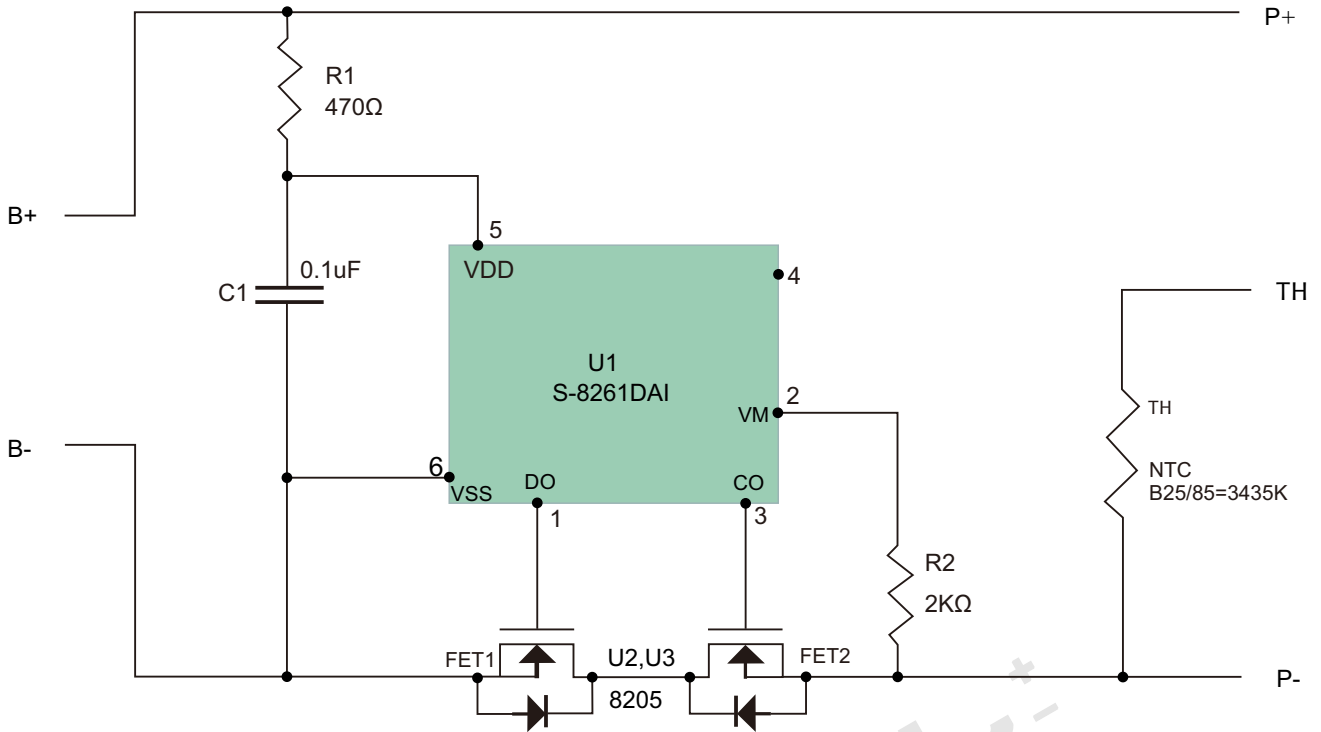 P+
R1
470Ω
B+
5
VDD
4
C1
0.1uF
TH
U1
S-8261DAI
2
VM
TH
NTC
B25/85=3435K
B-
6
VSS
DO
CO
1
3
R2
2KΩ
FET1
U2,U3
FET2
8205
P-